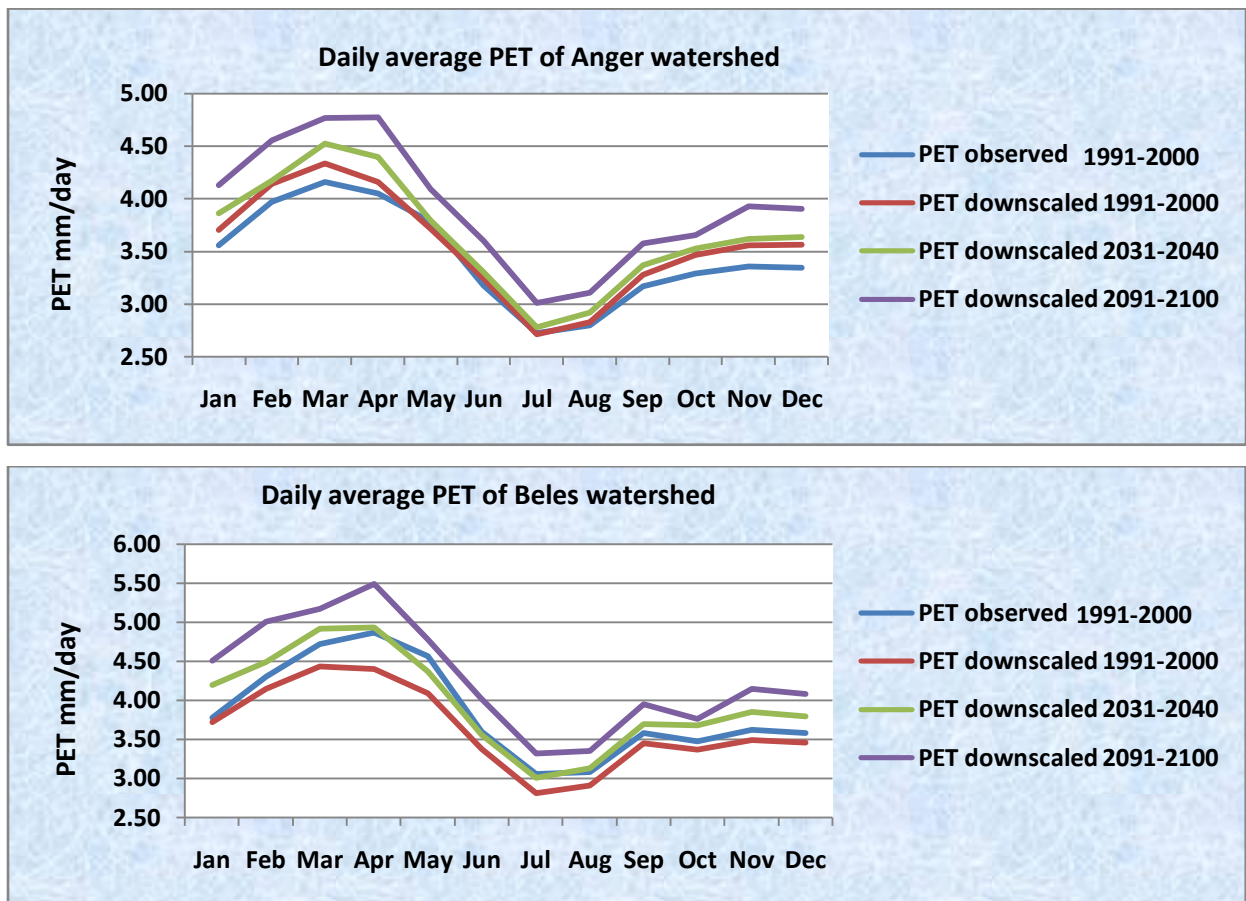 Daily average PET of Anger watershed
5.00
4.50
4.00
3.50
3.00
2.50
PET mm/day
Jan Feb Mar Apr May Jun Jul Aug Sep Oct Nov Dec
PET observed 1991-2000
PET downscaled 1991-2000
PET downscaled 2031-2040
PET downscaled 2091-2100
Daily average PET of Beles watershed
6.00
5.50
5.00
4.50
4.00
3.50
3.00
2.50
PET mm/day
Jan Feb Mar Apr May Jun Jul Aug Sep Oct Nov Dec
PET observed 1991-2000
PET downscaled 1991-2000
PET downscaled 2031-2040
PET downscaled 2091-2100